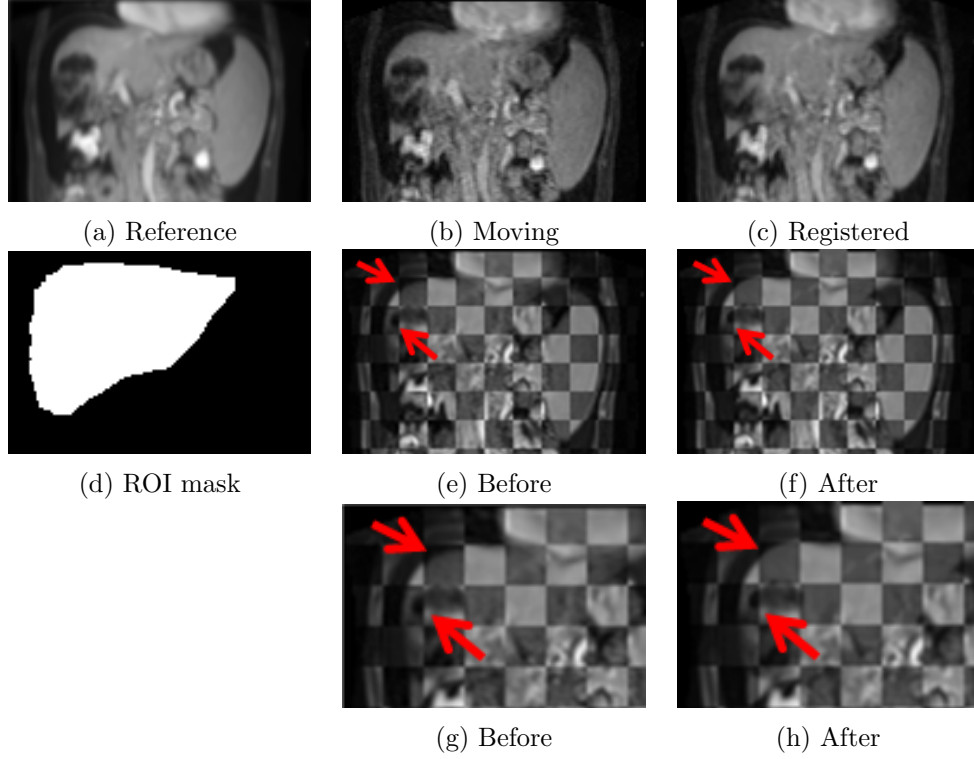 (a) Reference
(b) Moving
(c) Registered
(d) ROI mask
(e) Before
(f) After
(g) Before
(h) After